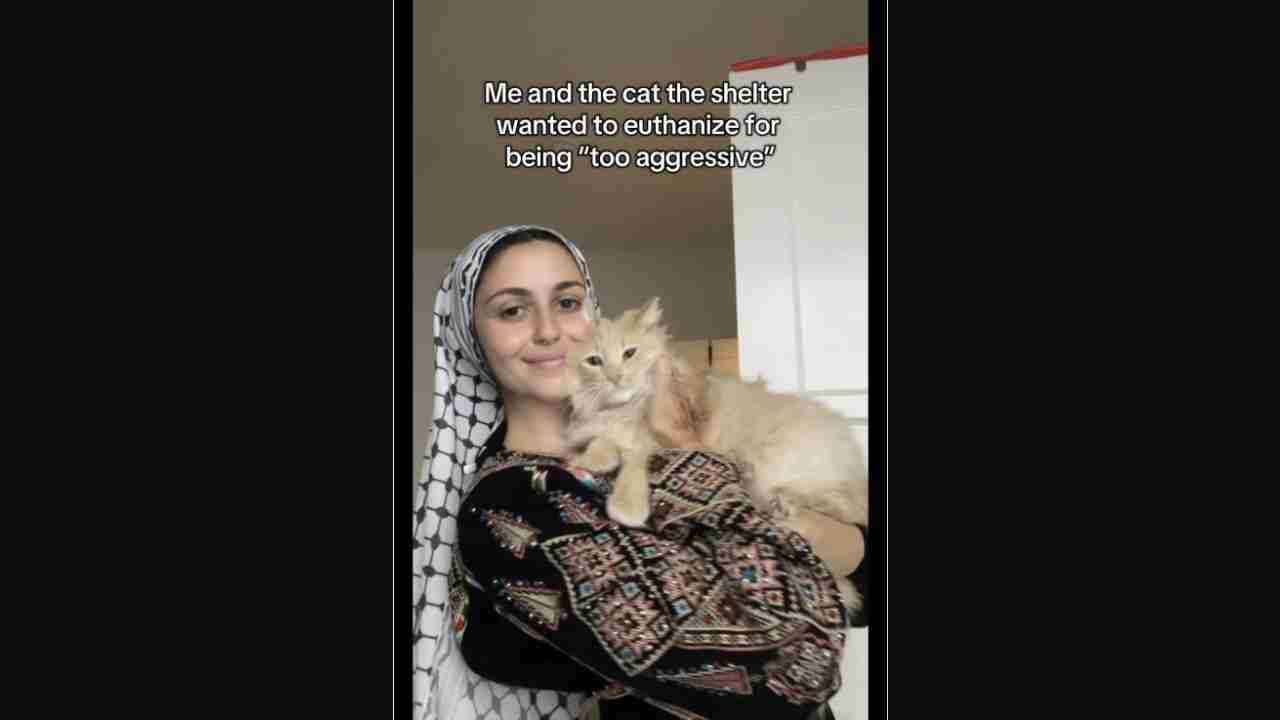 Me and the cat the shelter
wanted to euthanize for
being “too aggressive”